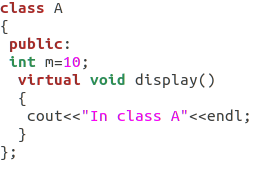 class A
{
public:
int m=10;
virtual void display()
{
cout<<"In class A"<<endl;
}
};